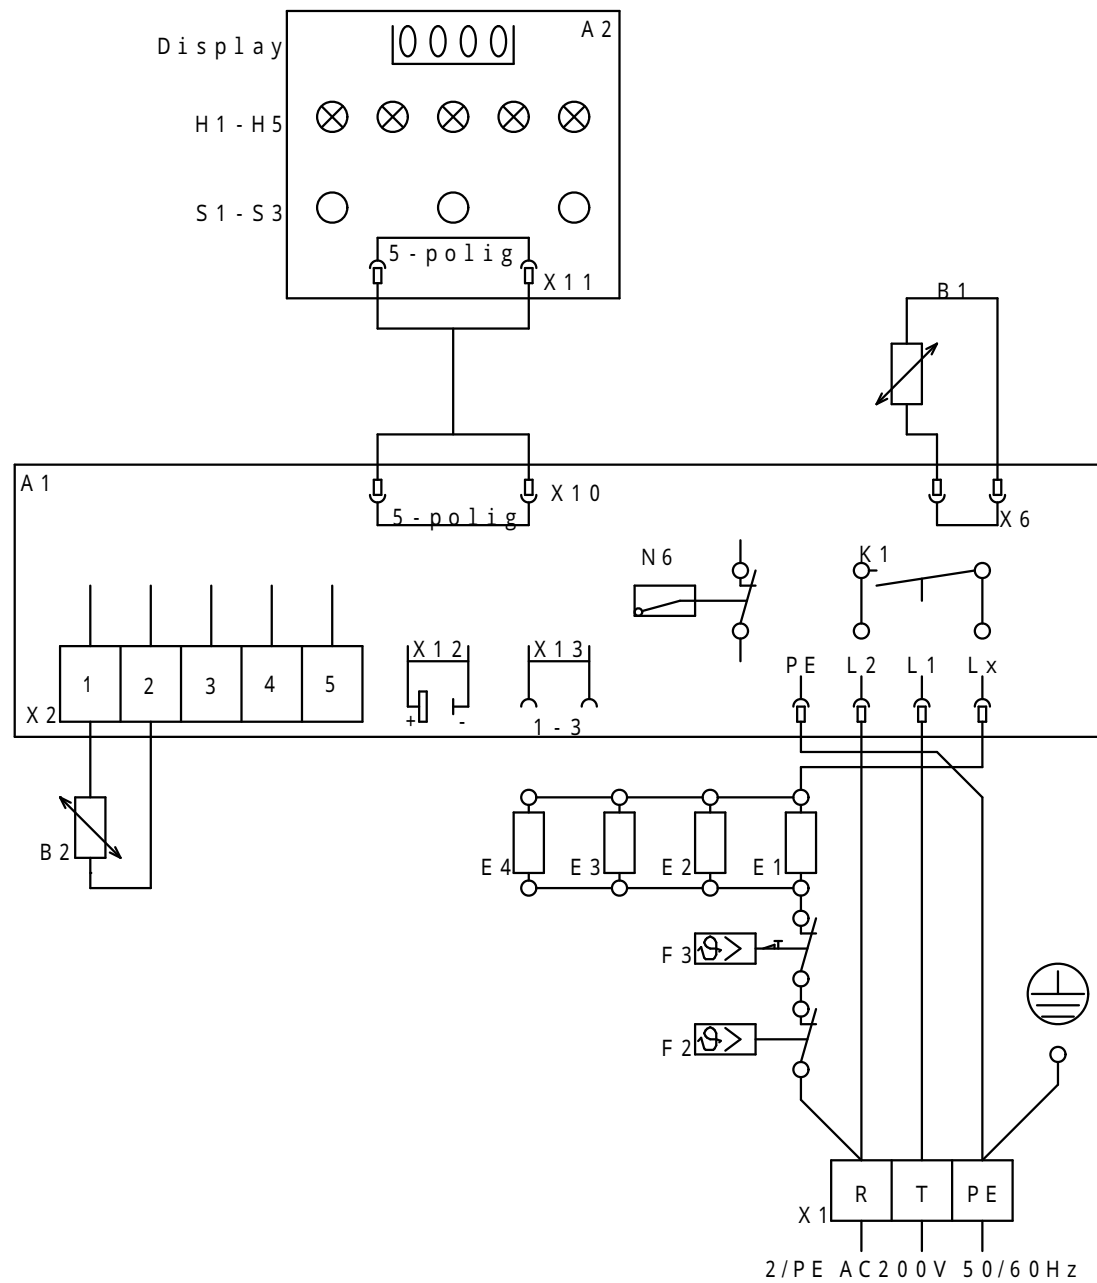 A2
Display
0000
H1-H5
S1-S3
5-polig
X11
B1
A1
X10
5-polig
X6
N6
K1
X12
X13
PE L2 L1 Lx
1 2 3 4 5
X2
+ -
1-3
B2
E4 E3 E2 E1
F3
F2
R T PE
X1
2/PE AC200V 50/60Hz